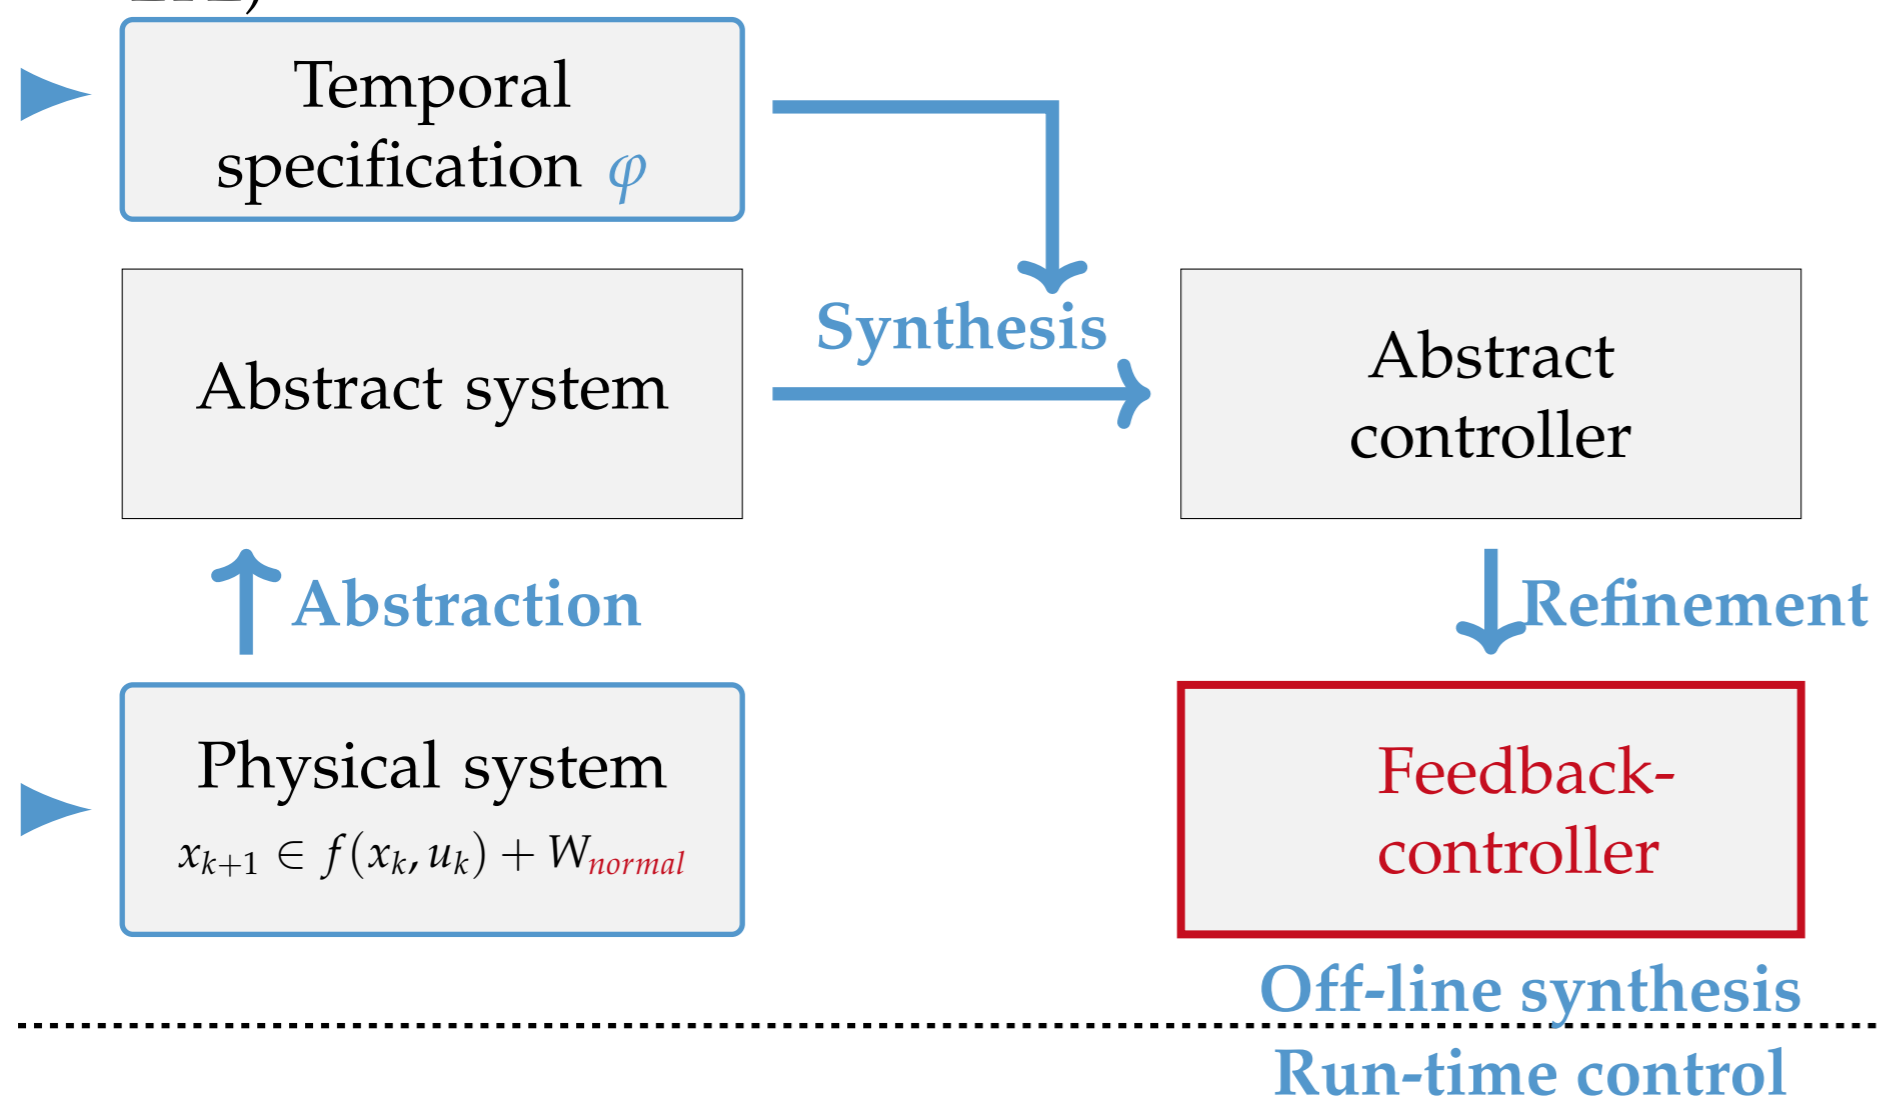 Temporal
specification φ
Synthesis
Abstract system
Abstract
controller
Abstraction
Refinement
Physical system
x_{k+1} ∈ f(x_k, u_k) + W_{normal}
Feedback-
controller
Off-line synthesis
Run-time control